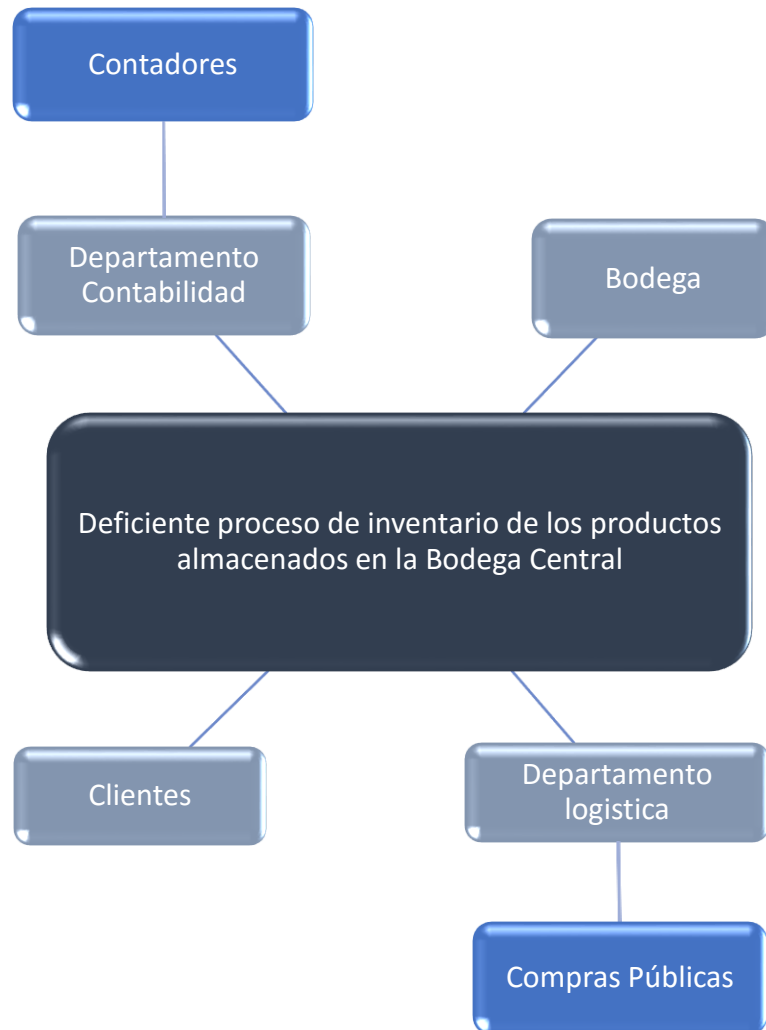 Contadores
Departamento
Contabilidad
Bodega
Deficiente proceso de inventario de los productos
almacenados en la Bodega Central
Clientes
Departamento
logistica
Compras Públicas